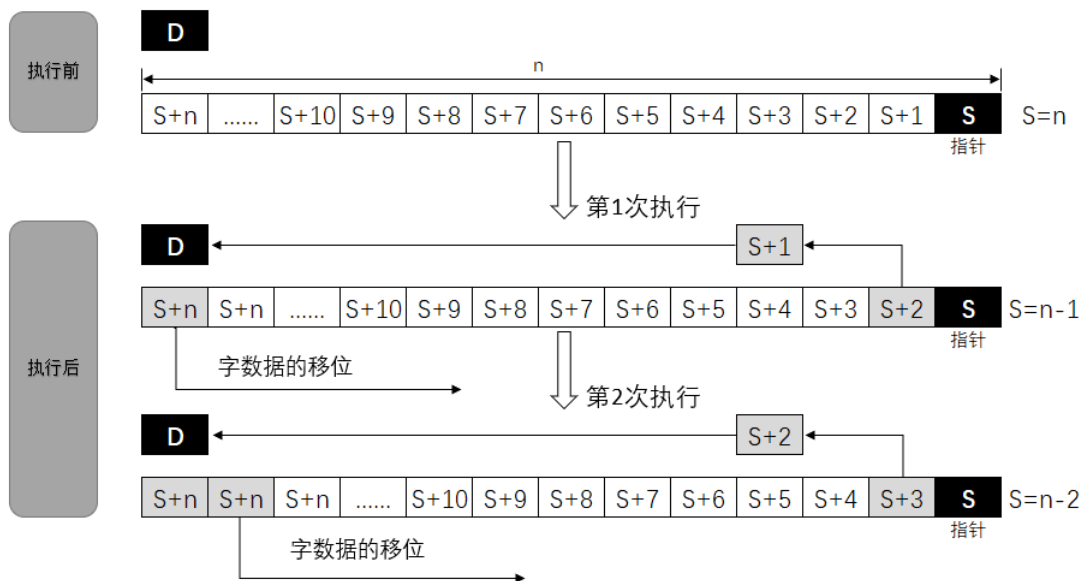 执行前
D
n
S+n ...... S+10 S+9 S+8 S+7 S+6 S+5 S+4 S+3 S+2 S+1 S S=n
指针
第1次执行
执行后
D S+1
S+n S+n ...... S+10 S+9 S+8 S+7 S+6 S+5 S+4 S+3 S+2 S S=n-1
指针
字数据的移位
第2次执行
D S+2
S+n S+n S+n ...... S+10 S+9 S+8 S+7 S+6 S+5 S+4 S+3 S S=n-2
指针
字数据的移位